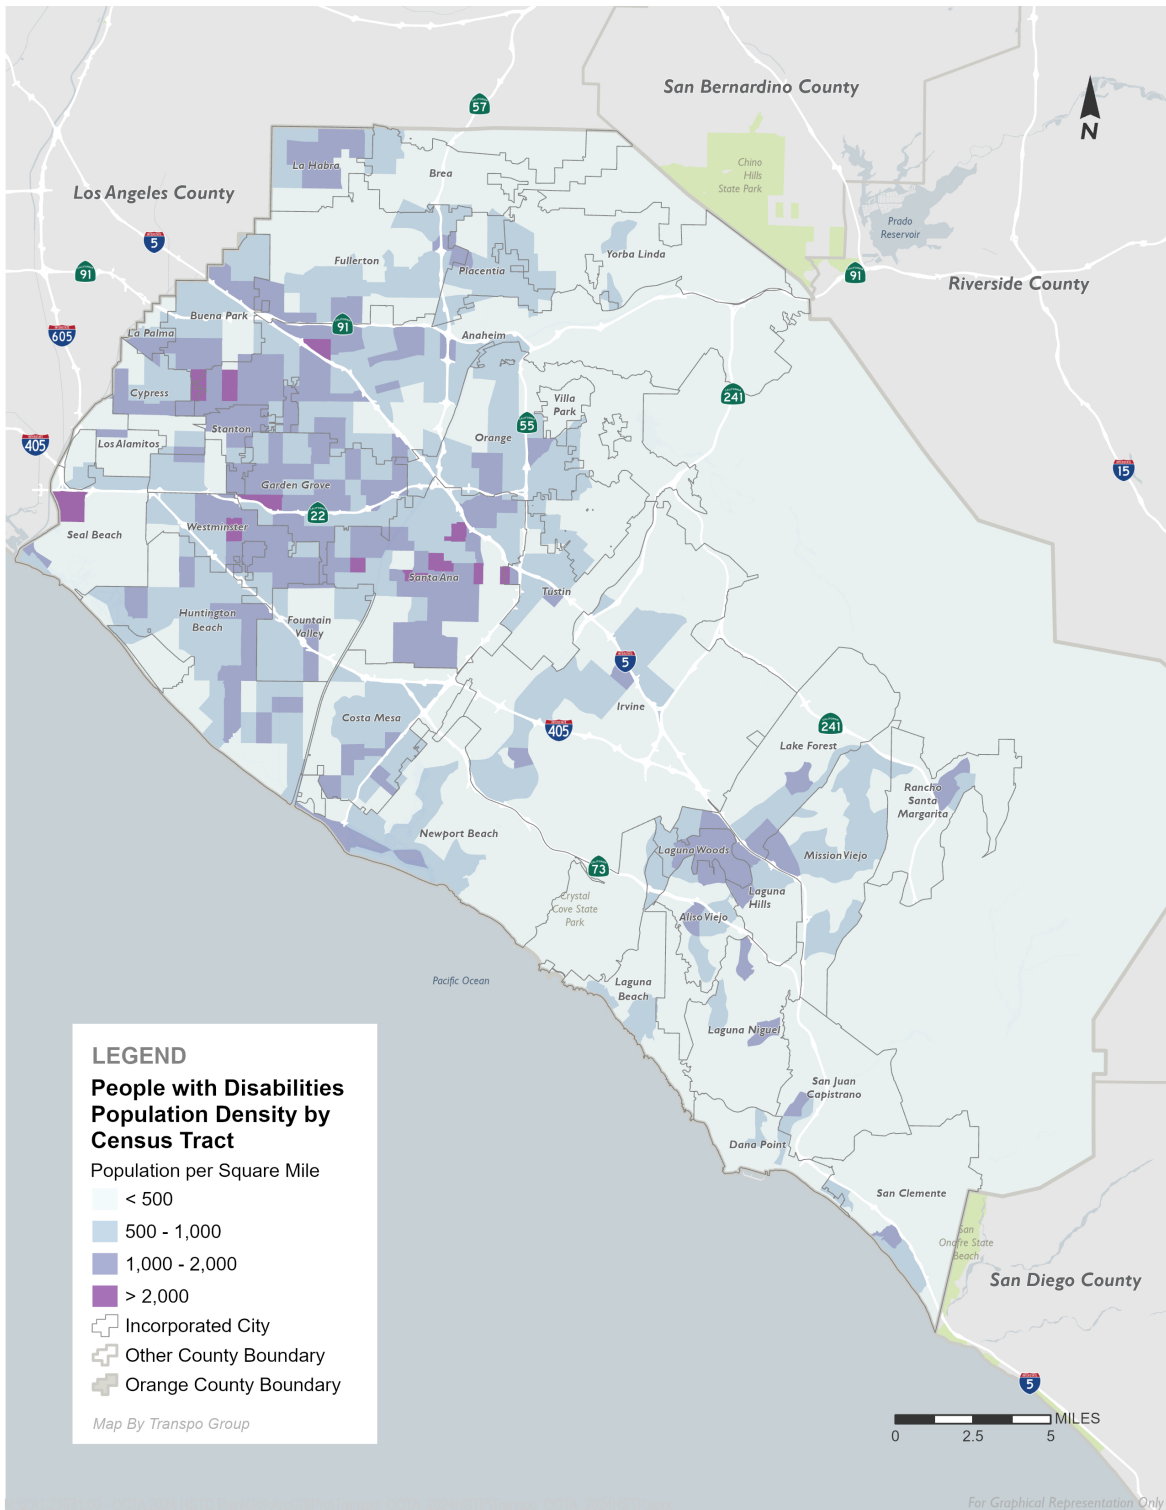 CALIFORNIA
57
San Bernardino County
N
La Habra
Brea
Chino
Hills
State Park
Los Angeles County
Prado
Reservoir
5
Fullerton
Placentia
Yorba Linda
91
91
Riverside County
Buena Park
91
La Palma
605
Anaheim
Cypress
Villa
Park
241
Stanton
55
Los Alamitos
Orange
405
15
Garden Grove
22
Westminster
Seal Beach
Santa Ana
Tustin
Huntington
Beach
Fountain
Valley
5
Irvine
Costa Mesa
405
241
Lake Forest
Rancho
Santa
Margarita
Newport Beach
Laguna Woods
Mission Viejo
73
Laguna
Hills
Crystal
Cove State
Park
Aliso Viejo
Pacific Ocean
Laguna
Beach
Laguna Niguel
San Juan
Capistrano
Dana Point
San Clemente
San
Onofre State
Beach
San Diego County
5
LEGEND
People with Disabilities
Population Density by
Census Tract
Population per Square Mile
< 500
500 - 1,000
1,000 - 2,000
> 2,000
Incorporated City
Other County Boundary
Orange County Boundary
Map By Transpo Group
MILES
0 2.5 5
For Graphical Representation Only